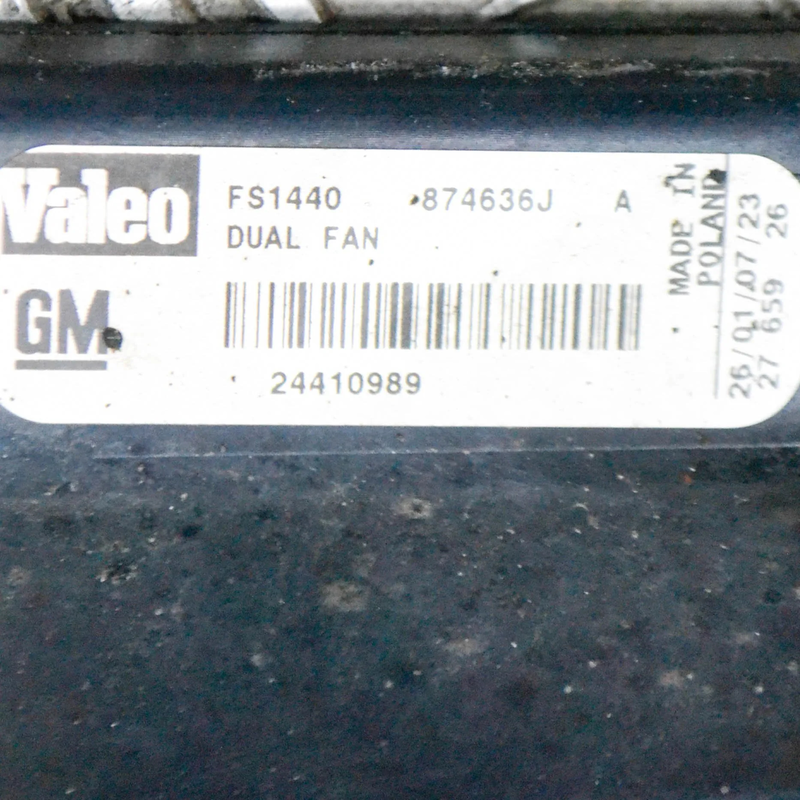 Valeo
FS1440 874636J A
DUAL FAN
GM
24410989
MADE IN
POLAND
26/01/07/23
27 659 26